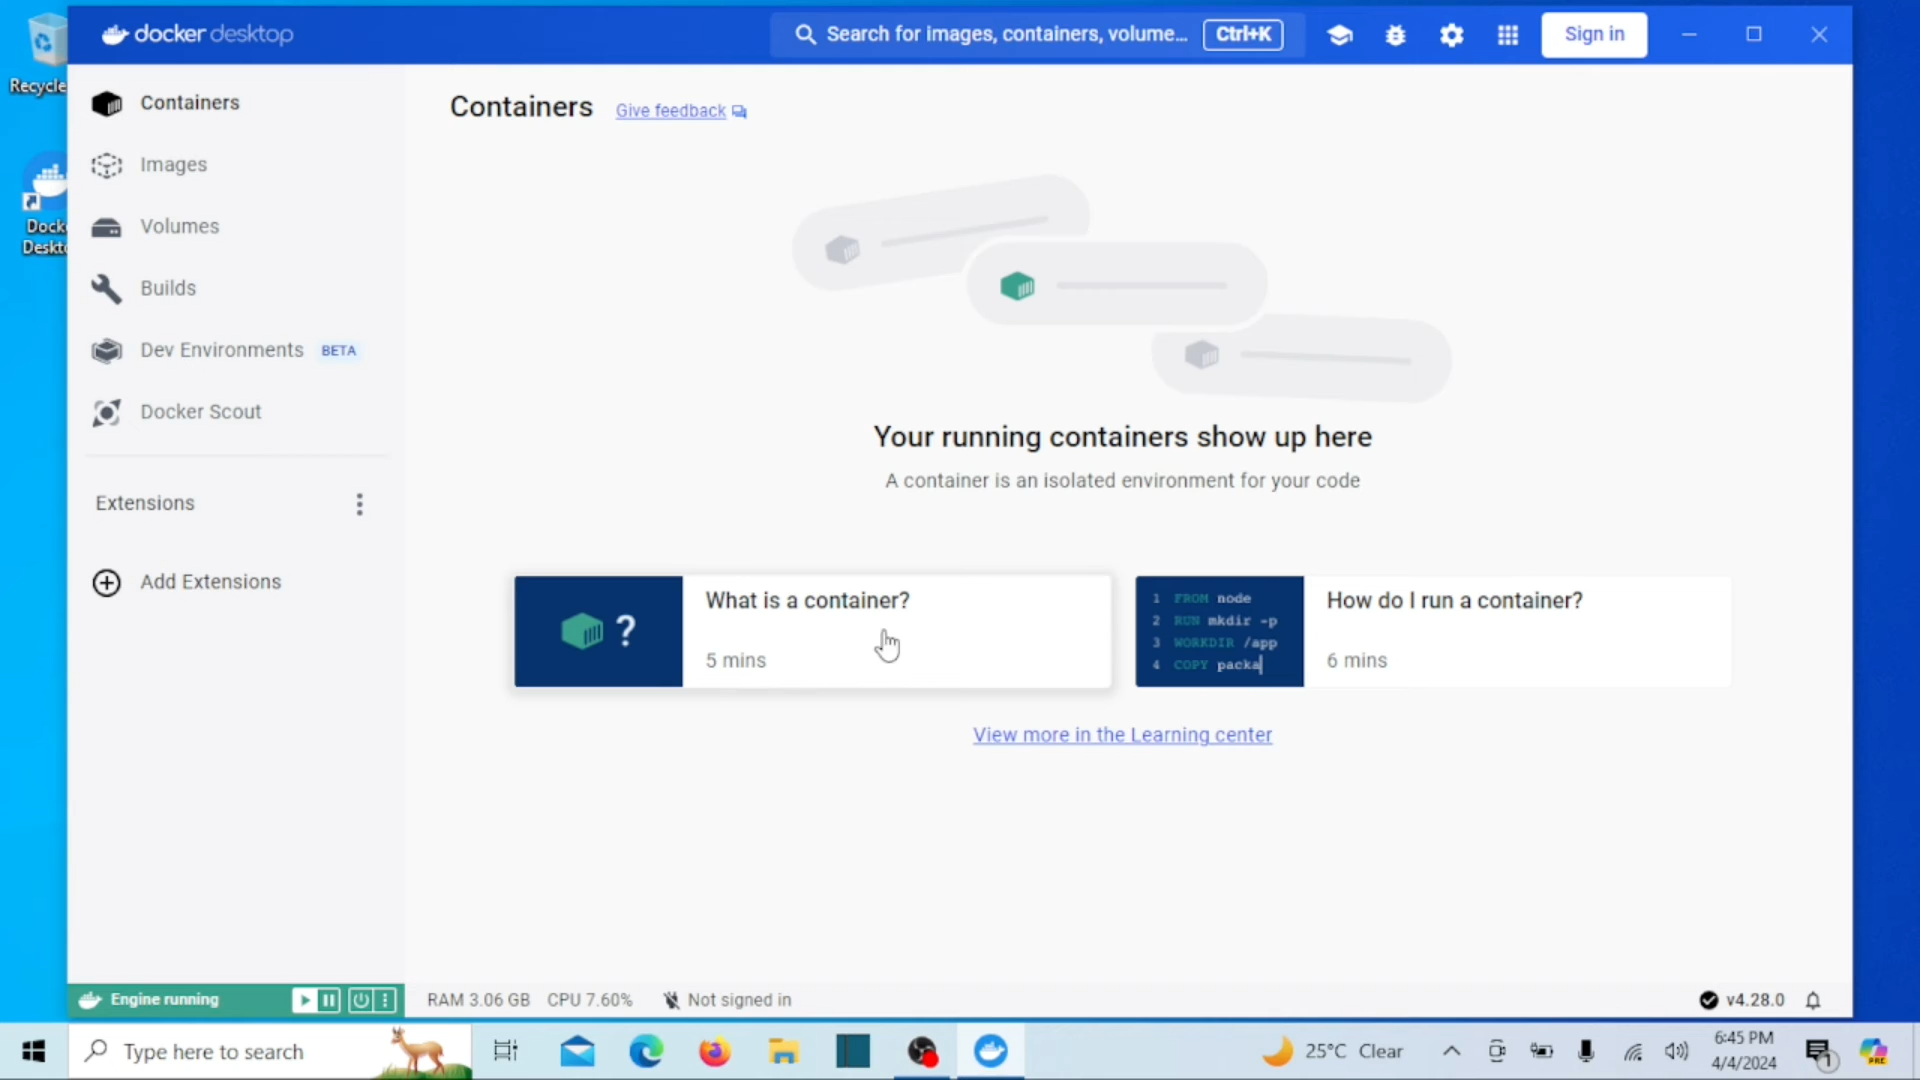 Recycle
Dock
Deskto
docker desktop
Search for images, containers, volume...
Ctrl+K
Sign in
Containers
Images
Volumes
Builds
Dev Environments BETA
Docker Scout
Extensions
Add Extensions
Containers
Give feedback
Your running containers show up here
A container is an isolated environment for your code
?
What is a container?
5 mins
1 FROM node
2 RUN mkdir -p
3 WORKDIR /app
4 COPY packa
How do I run a container?
6 mins
View more in the Learning center
Engine running
RAM 3.06 GB CPU 7.60%
Not signed in
v4.28.0
Type here to search
25°C Clear
6:45 PM
4/4/2024
1
PRE